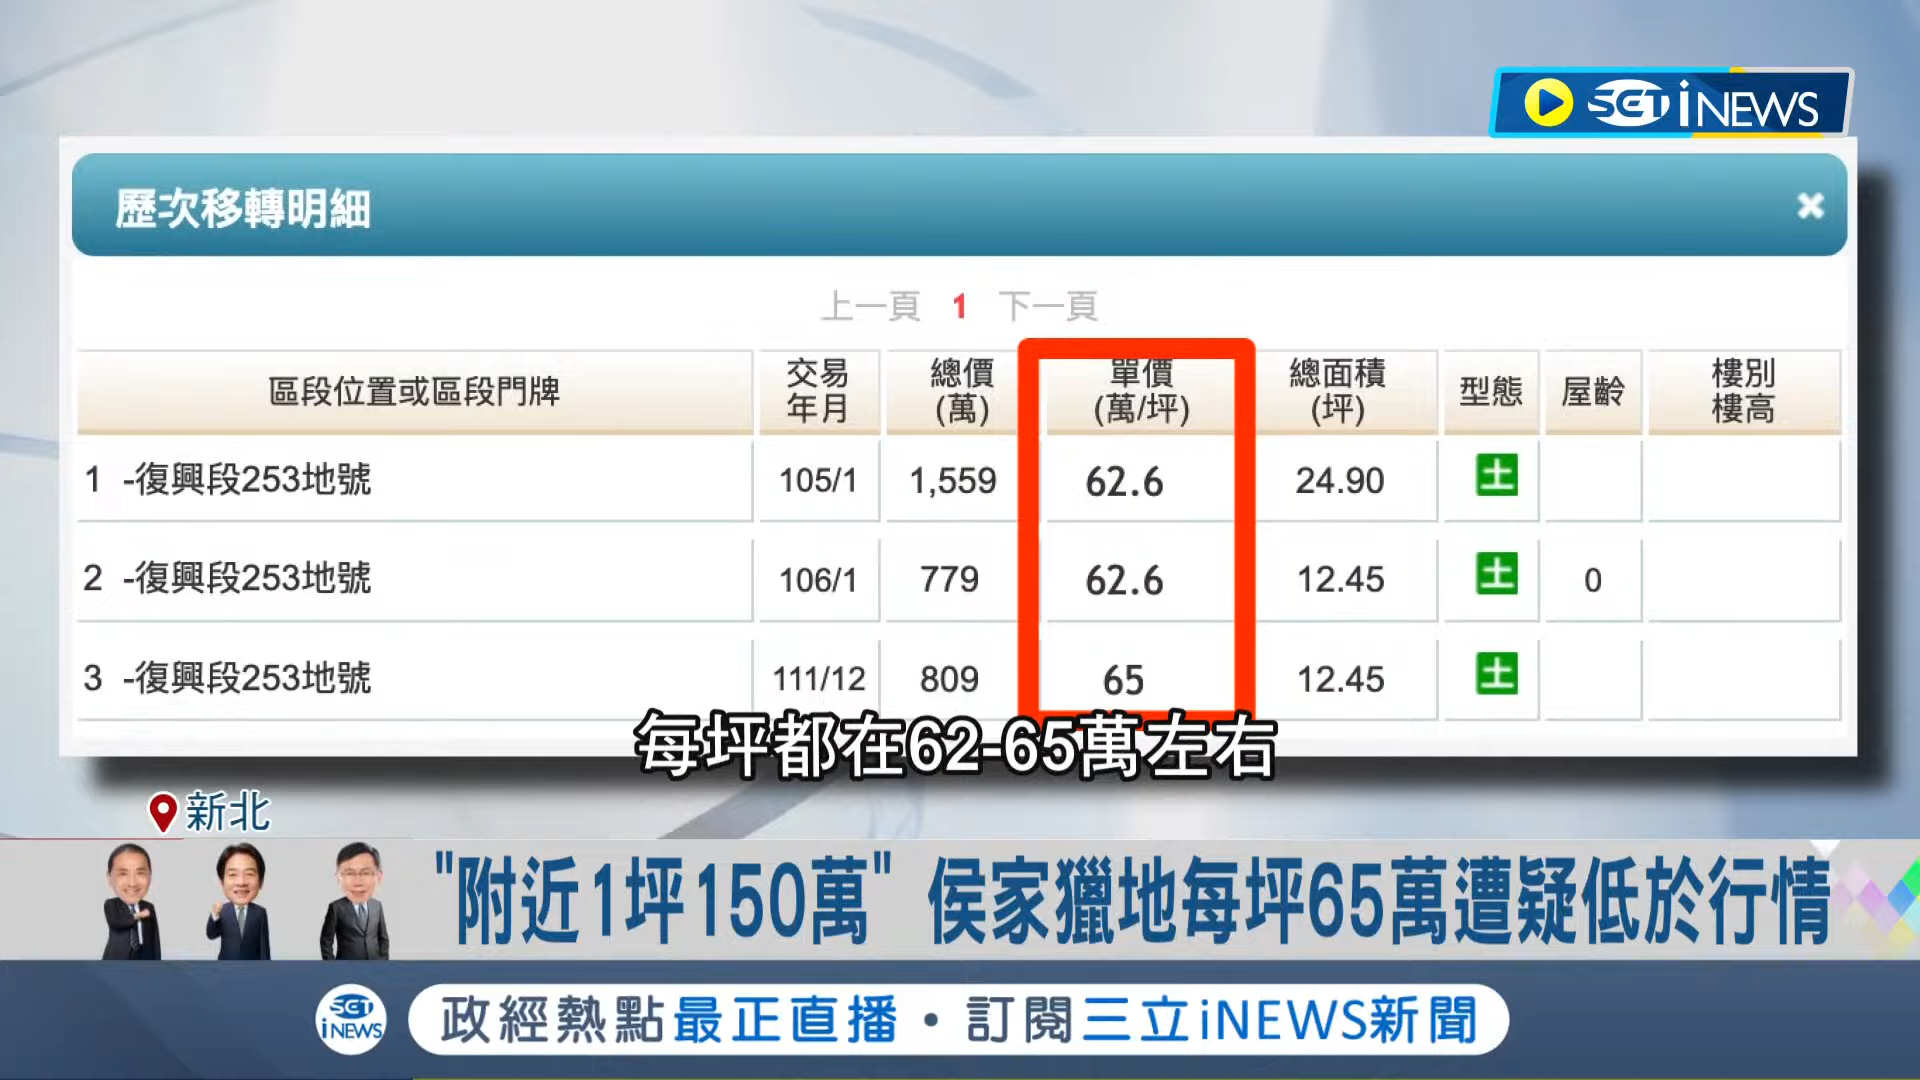 SET iNEWS
歷次移轉明細 ×
上一頁 1 下一頁
區段位置或區段門牌 交易年月 總價(萬) 單價(萬/坪) 總面積(坪) 型態 屋齡 樓別樓高
1 -復興段253地號 105/1 1,559 62.6 24.90 土
2 -復興段253地號 106/1 779 62.6 12.45 土 0
3 -復興段253地號 111/12 809 65 12.45 土
每坪都在62-65萬左右
新北
"附近1坪150萬" 侯家獵地每坪65萬遭疑低於行情
SET iNEWS 政經熱點最正直播・訂閱三立iNEWS新聞